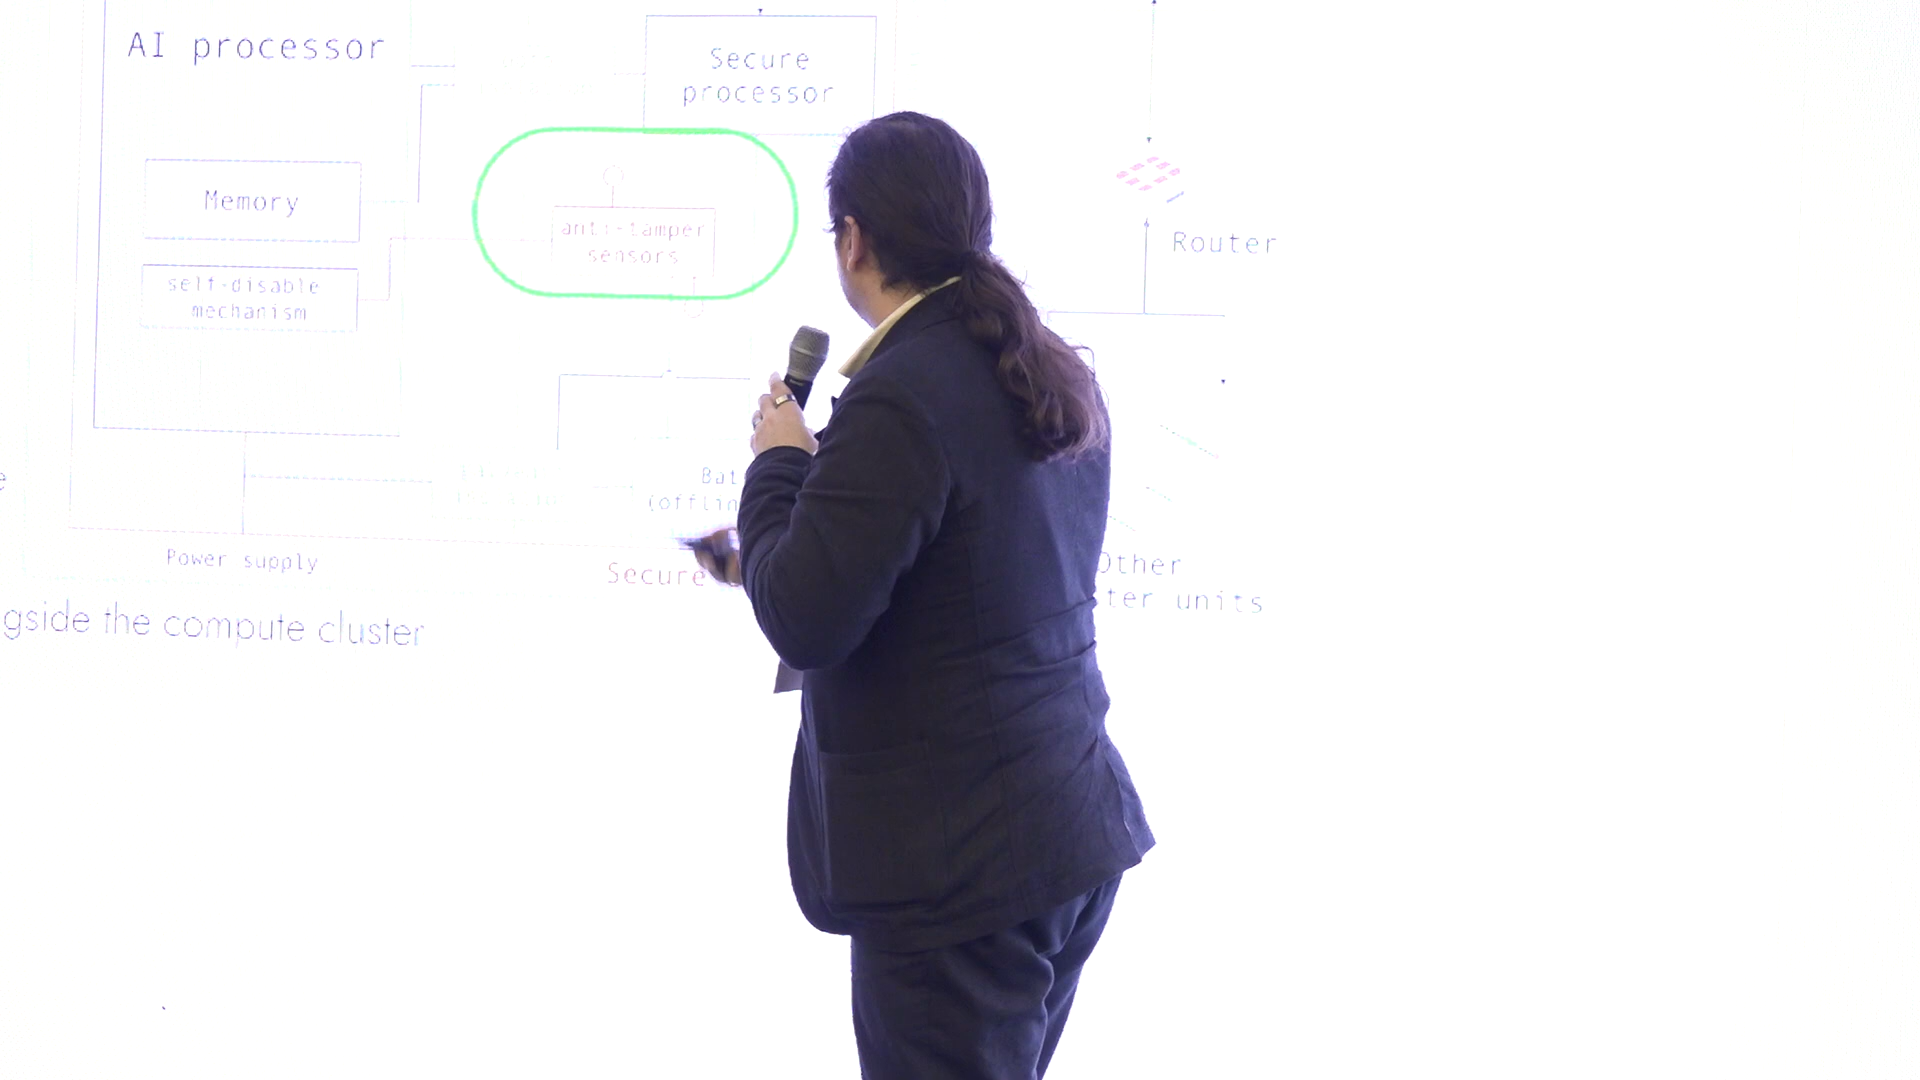 AI processor
Secure
processor
Memory
anti-tamper
sensors
self-disable
mechanism
Router
Bat
(offlin
Power supply
Secure
Other
ter units
gside the compute cluster